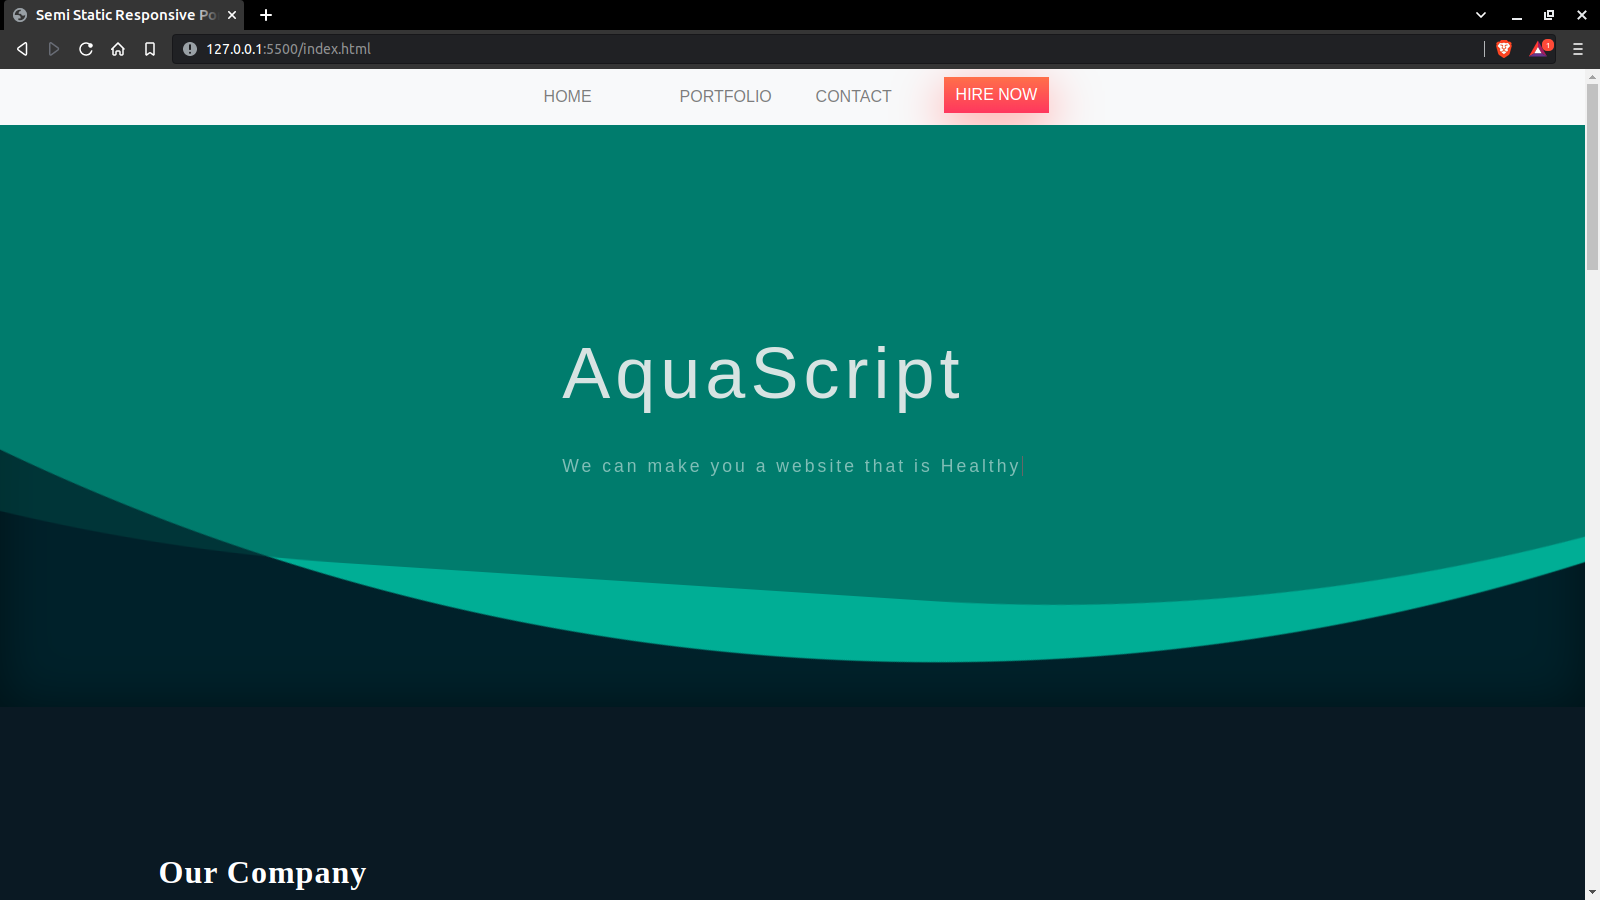 Semi Static Responsive Po
127.0.0.1:5500/index.html
1
HOME PORTFOLIO CONTACT HIRE NOW
AquaScript
We can make you a website that is Healthy
Our Company